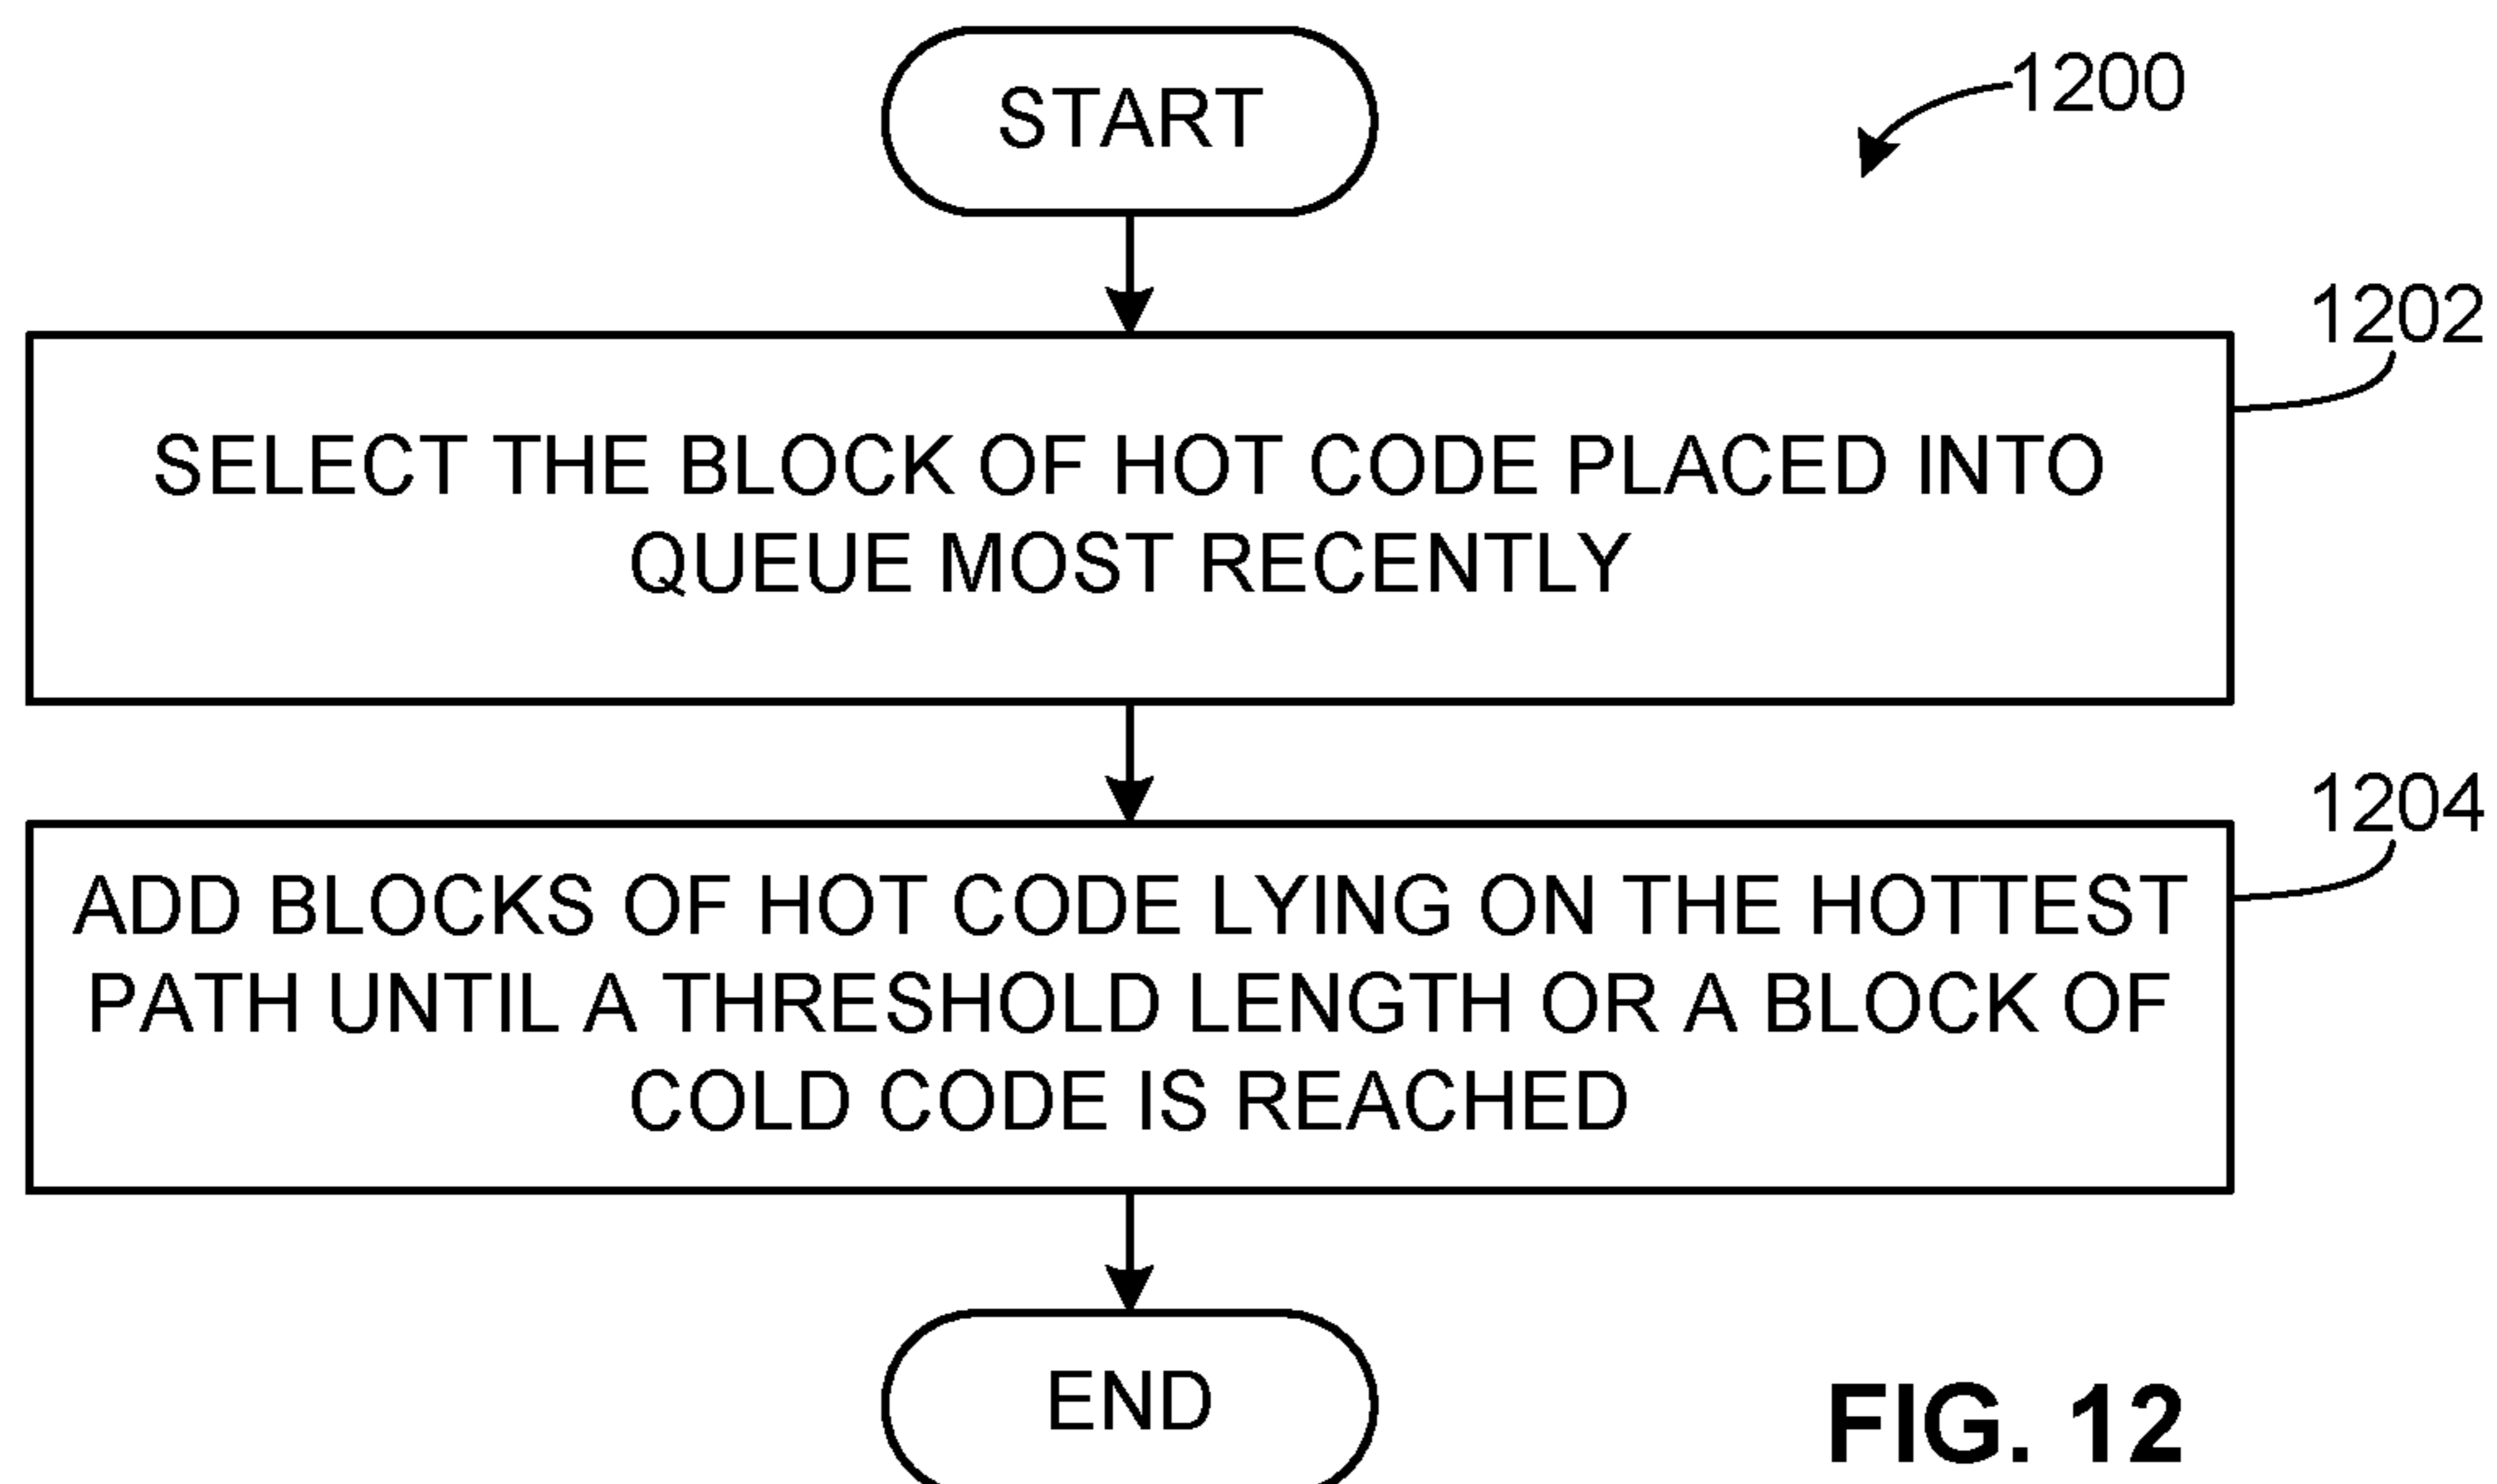 START
1200
1202
SELECT THE BLOCK OF HOT CODE PLACED INTO
QUEUE MOST RECENTLY
1204
ADD BLOCKS OF HOT CODE LYING ON THE HOTTEST
PATH UNTIL A THRESHOLD LENGTH OR A BLOCK OF
COLD CODE IS REACHED
END
FIG. 12